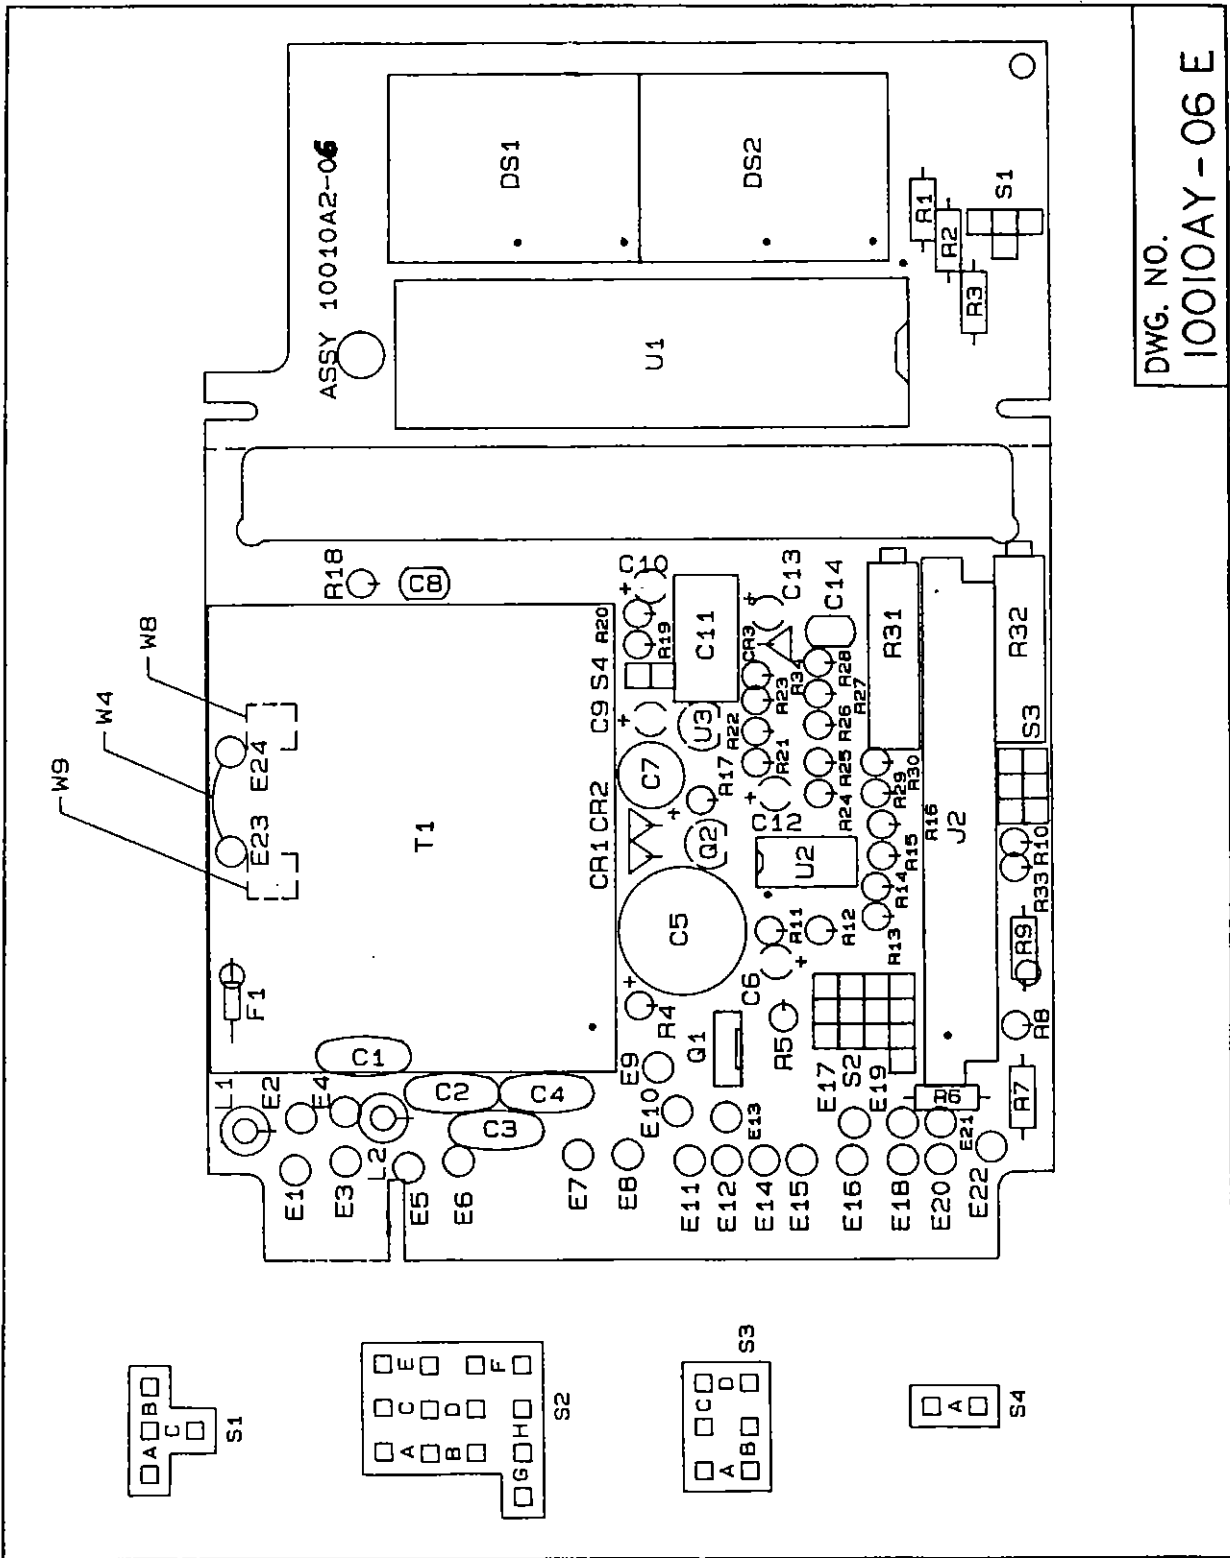 W9
W4
W8
ASSY 10010A2-06
DS1
DS2
U1
R1
R2
R3
S1
E23
E24
F1
T1
R18
C8
L1
E2
E4
C1
C2
C4
C3
E1
E3
L2
E5
E6
E7
E8
E9
E10
E11
E12
E13
E14
E15
E16
E17
E18
E19
E20
E21
E22
CR1
CR2
C9
S4
R20
R19
C10
C7
U3
C11
R17
Q2
C5
R4
Q1
C6
R5
R11
R12
U2
C12
R21
R22
R23
CR3
R34
C13
C14
R24
R25
R26
R27
R28
R13
R14
R15
R16
R29
R30
R31
J2
R32
S3
S2
R6
R7
R8
R9
R33
R10
A
B
C
S1
A
C
E
B
D
F
G
H
S2
A
C
B
D
S3
A
S4
DWG. NO.
10010AY-06 E